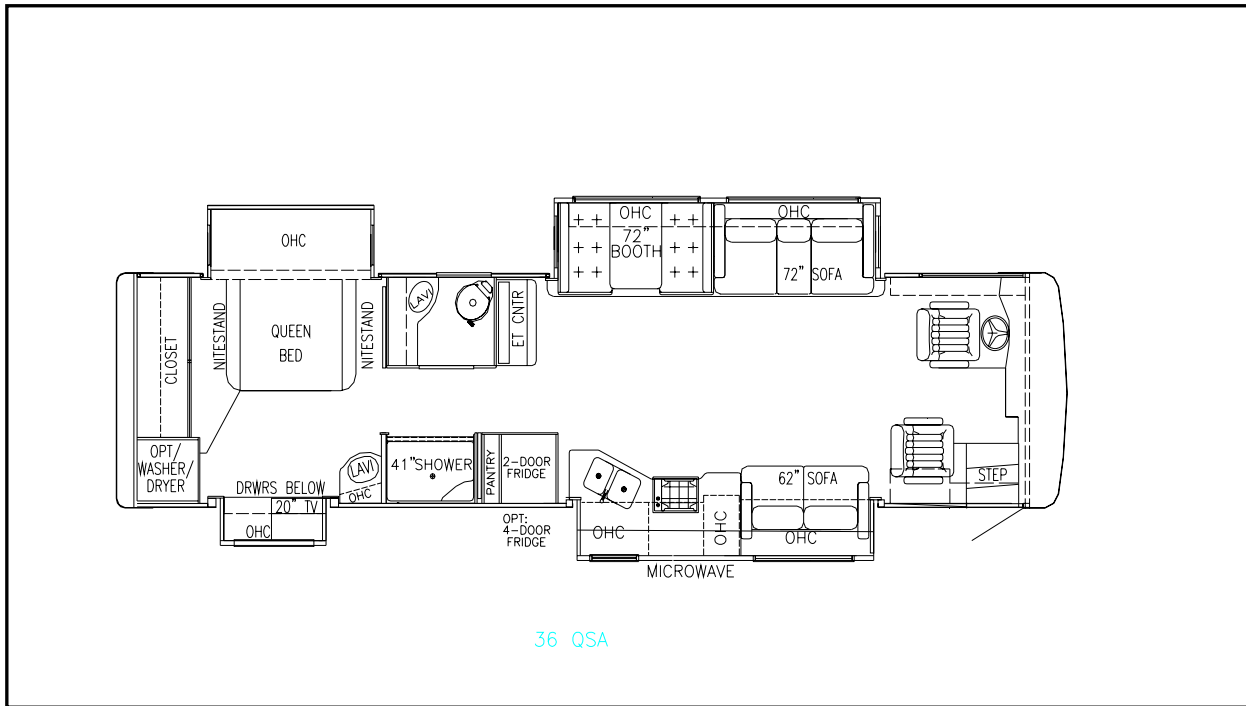 OHC
OHC
72"
BOOTH
OHC
72" SOFA
CLOSET
NITESTAND
QUEEN
BED
NITESTAND
LAVI
ET CNTR
OPT/
WASHER/
DRYER
DRWRS BELOW
20" TV
OHC
LAVI
OHC
41"SHOWER
PANTRY
2-DOOR
FRIDGE
OPT:
4-DOOR
FRIDGE
OHC
OHC
62" SOFA
OHC
MICROWAVE
STEP
36 QSA